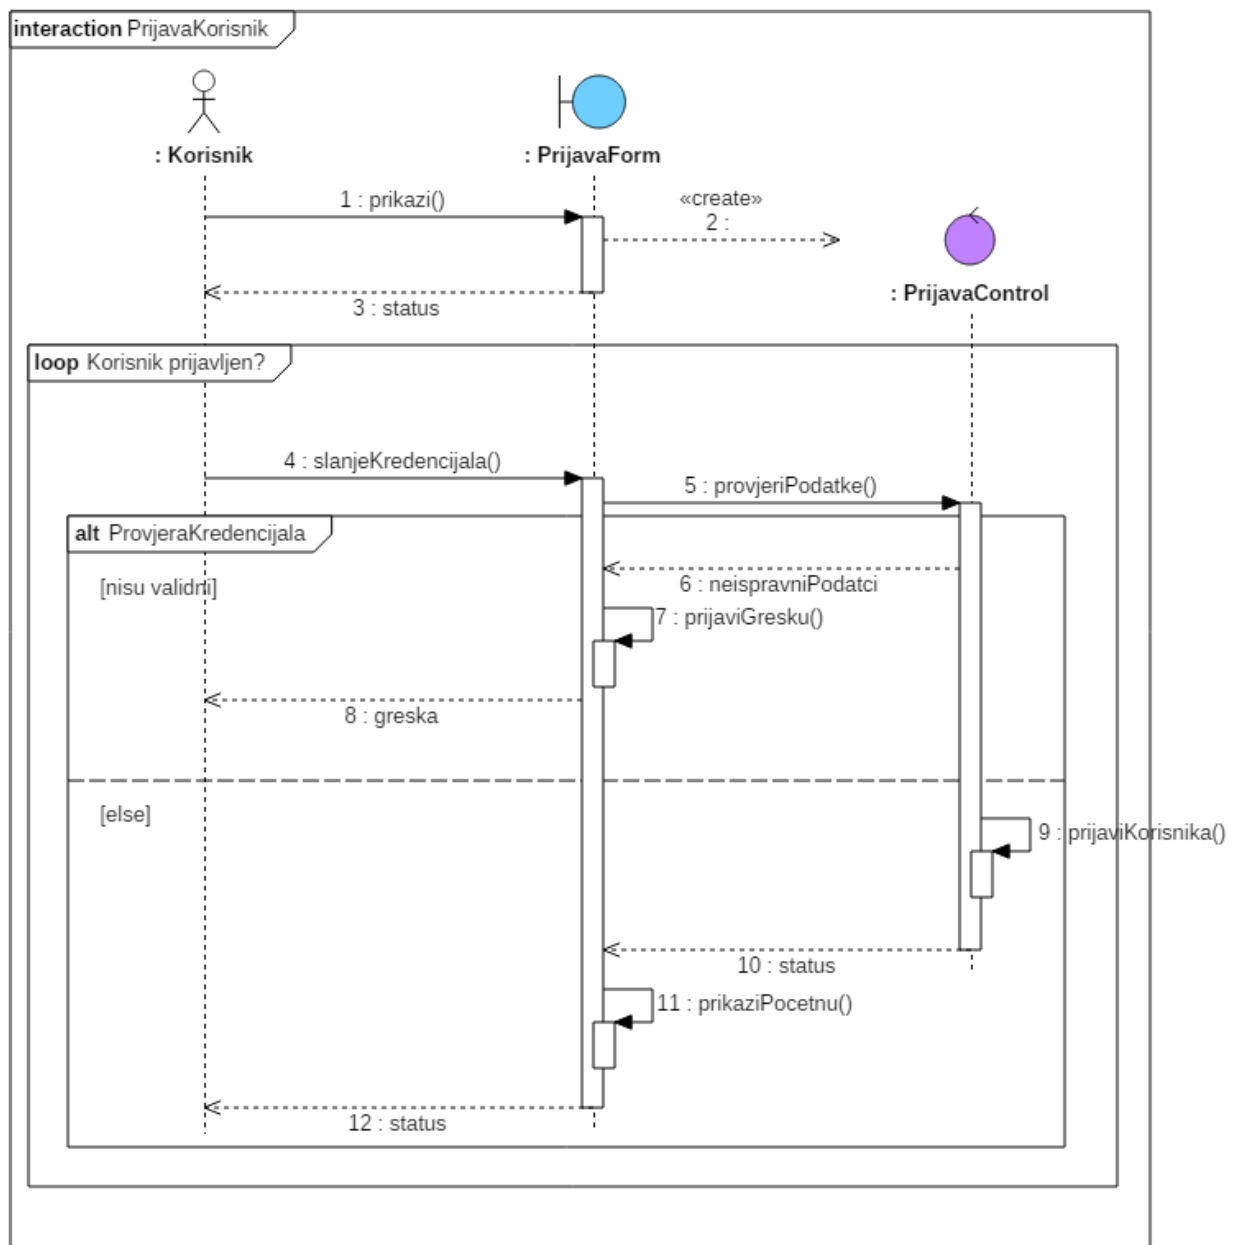 interaction PrijavaKorisnik
: Korisnik
: PrijavaForm
1 : prikazi()
«create»
2 :
: PrijavaControl
3 : status
loop Korisnik prijavljen?
4 : slanjeKredencijala()
5 : provjeriPodatke()
alt ProvjeraKredencijala
[nisu validni]
6 : neispravniPodatci
7 : prijaviGresku()
8 : greska
[else]
9 : prijaviKorisnika()
10 : status
11 : prikaziPocetnu()
12 : status